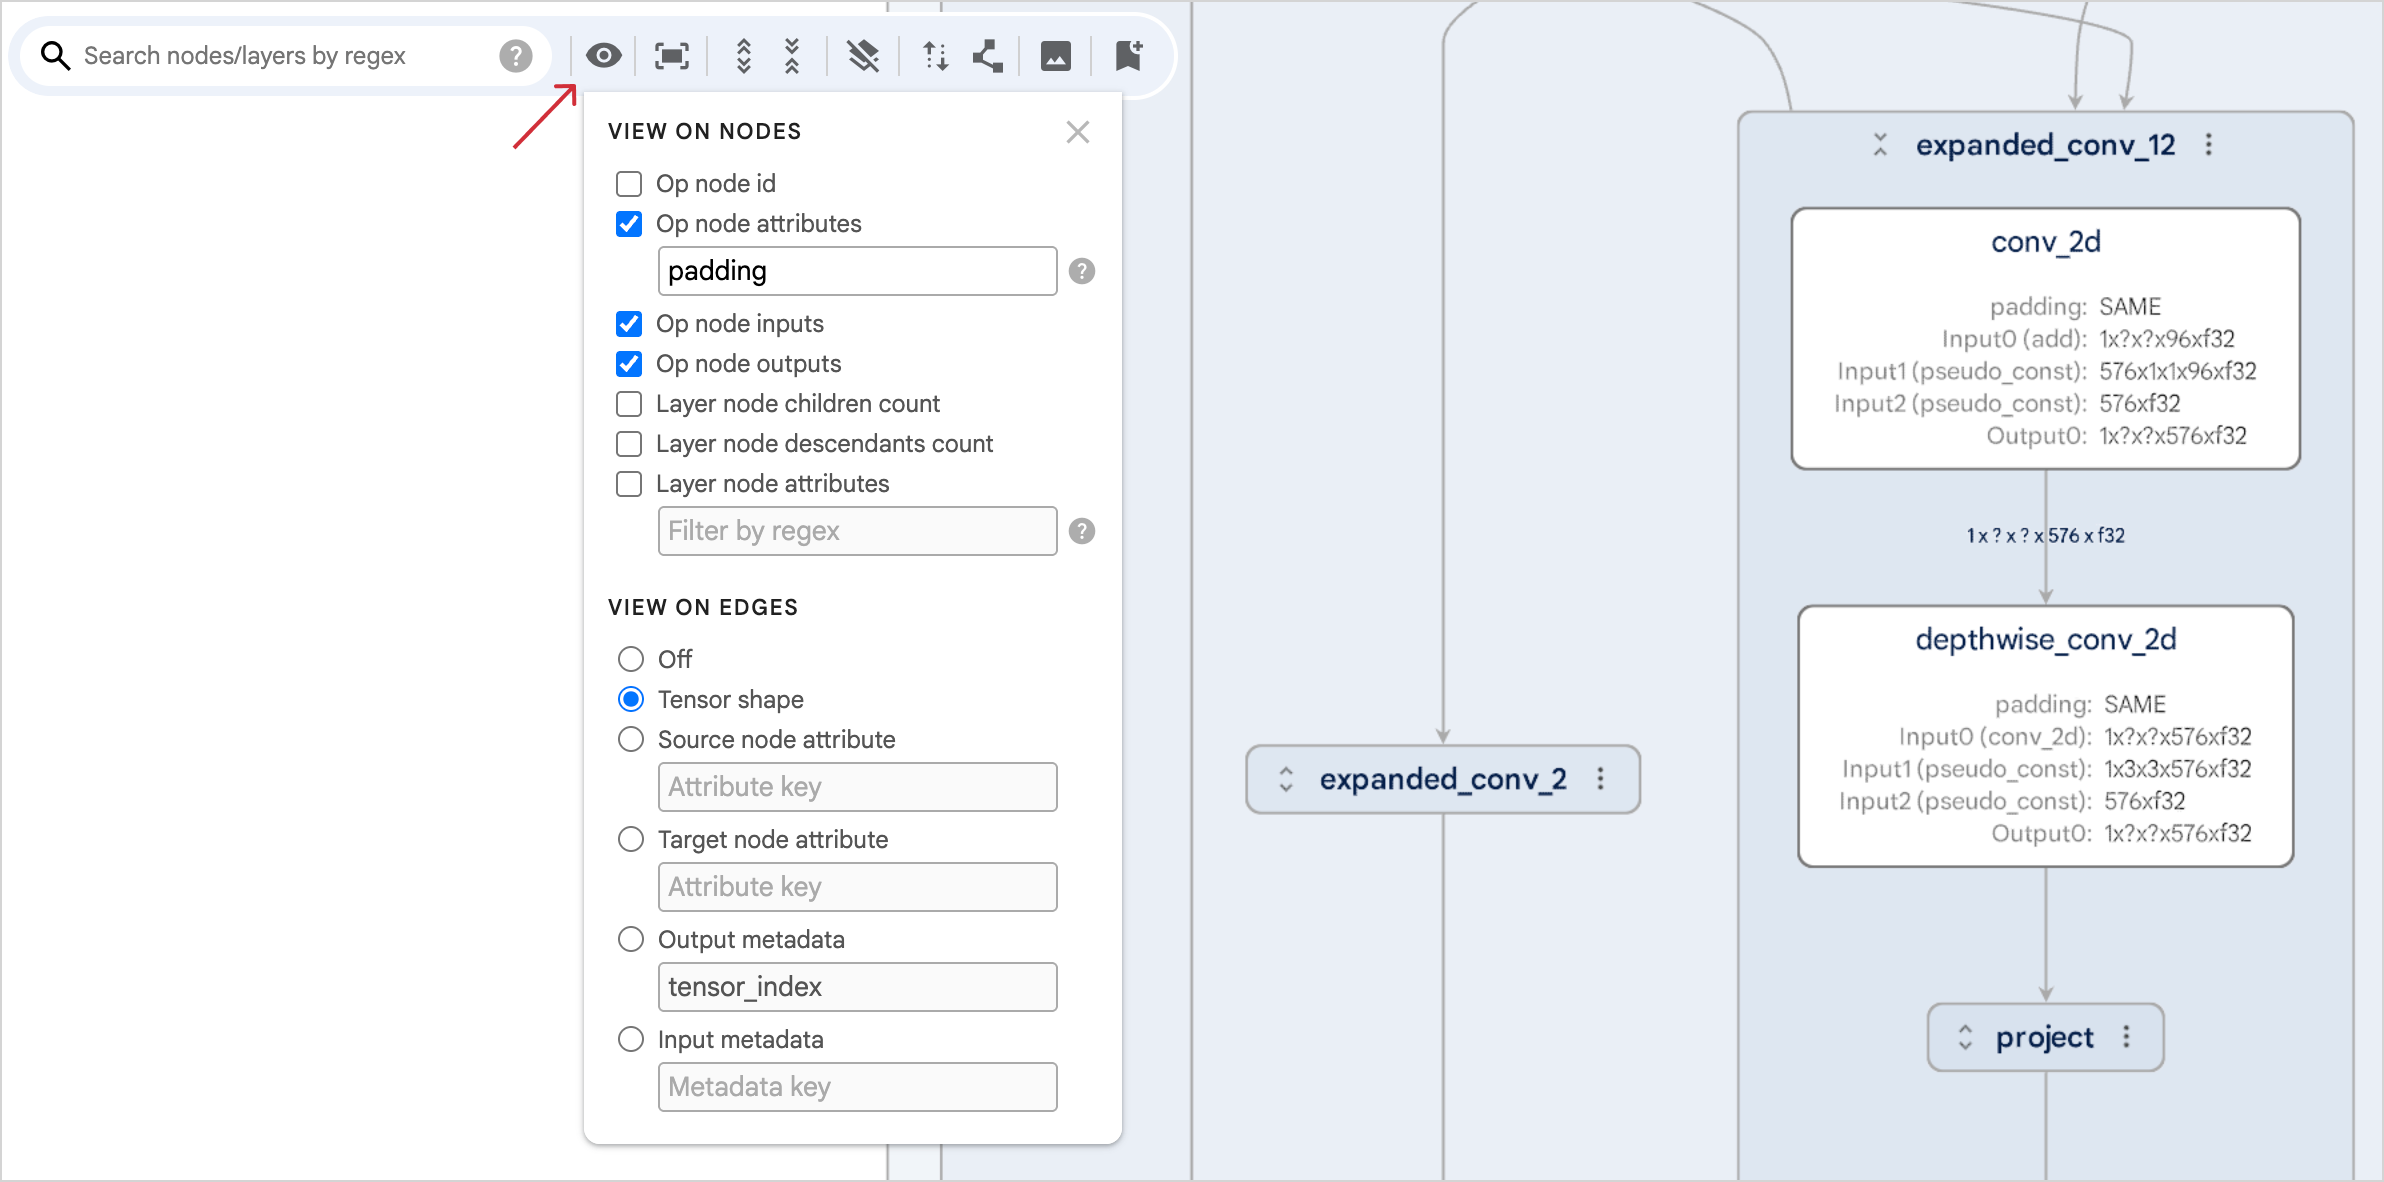 Search nodes/layers by regex
?
VIEW ON NODES
Op node id
Op node attributes
padding
?
Op node inputs
Op node outputs
Layer node children count
Layer node descendants count
Layer node attributes
Filter by regex
?
VIEW ON EDGES
Off
Tensor shape
Source node attribute
Attribute key
Target node attribute
Attribute key
Output metadata
tensor_index
Input metadata
Metadata key
expanded_conv_2
expanded_conv_12
conv_2d
padding: SAME
Input0 (add): 1x?x?x96xf32
Input1 (pseudo_const): 576x1x1x96xf32
Input2 (pseudo_const): 576xf32
Output0: 1x?x?x576xf32
1 x ? x ? x 576 x f32
depthwise_conv_2d
padding: SAME
Input0 (conv_2d): 1x?x?x576xf32
Input1 (pseudo_const): 1x3x3x576xf32
Input2 (pseudo_const): 576xf32
Output0: 1x?x?x576xf32
project